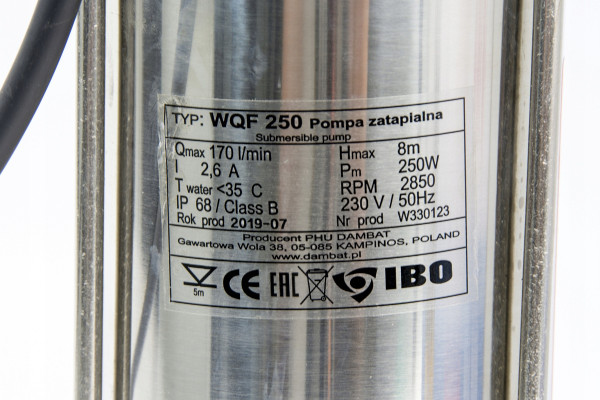 TYP: WQF 250 Pompa zatapialna
Submersible pump
Qmax 170 l/min Hmax 8m
I 2,6 A Pm 250W
T water <35 C RPM 2850
IP 68 / Class B 230 V / 50Hz
Rok prod 2019-07 Nr prod W330123
Producent PHU DAMBAT
Gawartowa Wola 38, 05-085 KAMPINOS, POLAND
www.dambat.pl
5m CE EAC IBO